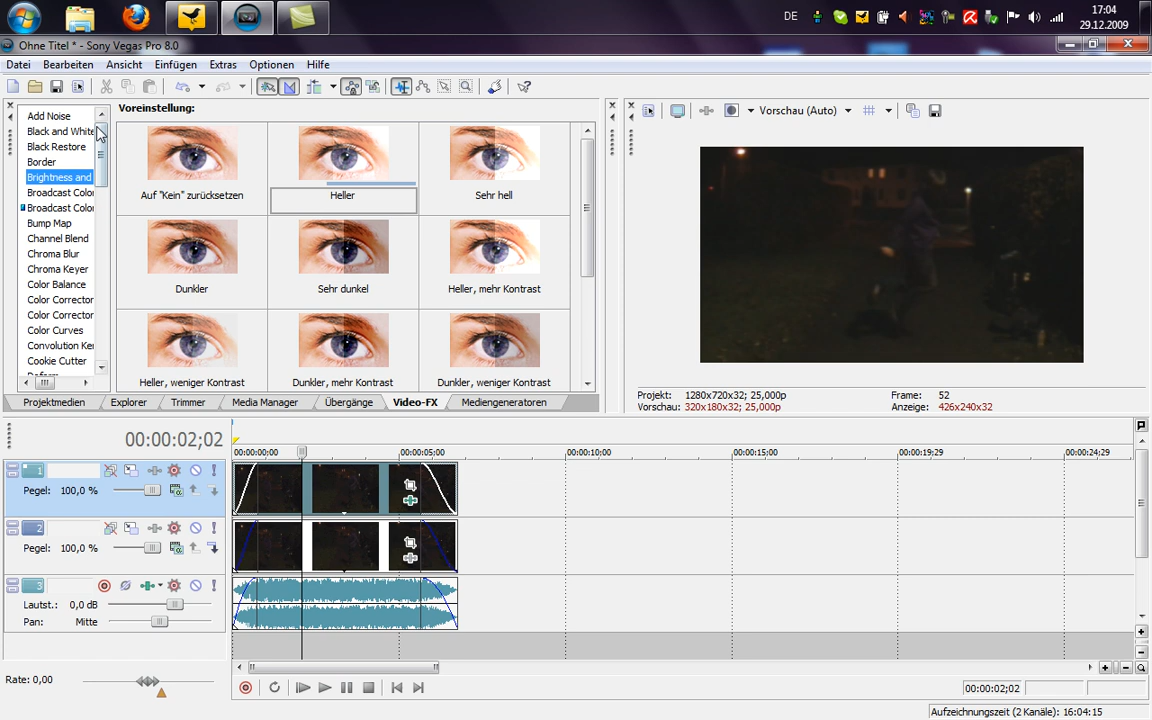 17:04
DE
29.12.2009
Ohne Titel * - Sony Vegas Pro 8.0
Datei Bearbeiten Ansicht Einfügen Extras Optionen Hilfe
Voreinstellung:
Add Noise
Black and White
Black Restore
Border
Brightness and
Broadcast Color
Broadcast Color
Bump Map
Channel Blend
Chroma Blur
Chroma Keyer
Color Balance
Color Corrector
Color Corrector
Color Curves
Convolution Ker
Cookie Cutter
Auf "Kein" zurücksetzen Heller Sehr hell
Dunkler Sehr dunkel Heller, mehr Kontrast
Heller, weniger Kontrast Dunkler, mehr Kontrast Dunkler, weniger Kontrast
Projektmedien Explorer Trimmer Media Manager Übergänge Video-FX Mediengeneratoren
Vorschau (Auto)
Projekt: 1280x720x32; 25,000p Frame: 52
Vorschau: 320x180x32; 25,000p Anzeige: 426x240x32
00:00:02;02
00:00:00;00 00:00:05;00 00:00:10;00 00:00:15;00 00:00:19;29 00:00:24;29
1
Pegel: 100,0 %
2
Pegel: 100,0 %
3
Lautst.: 0,0 dB
Pan: Mitte
Rate: 0,00
00:00:02;02
Aufzeichnungszeit (2 Kanäle): 16:04:15